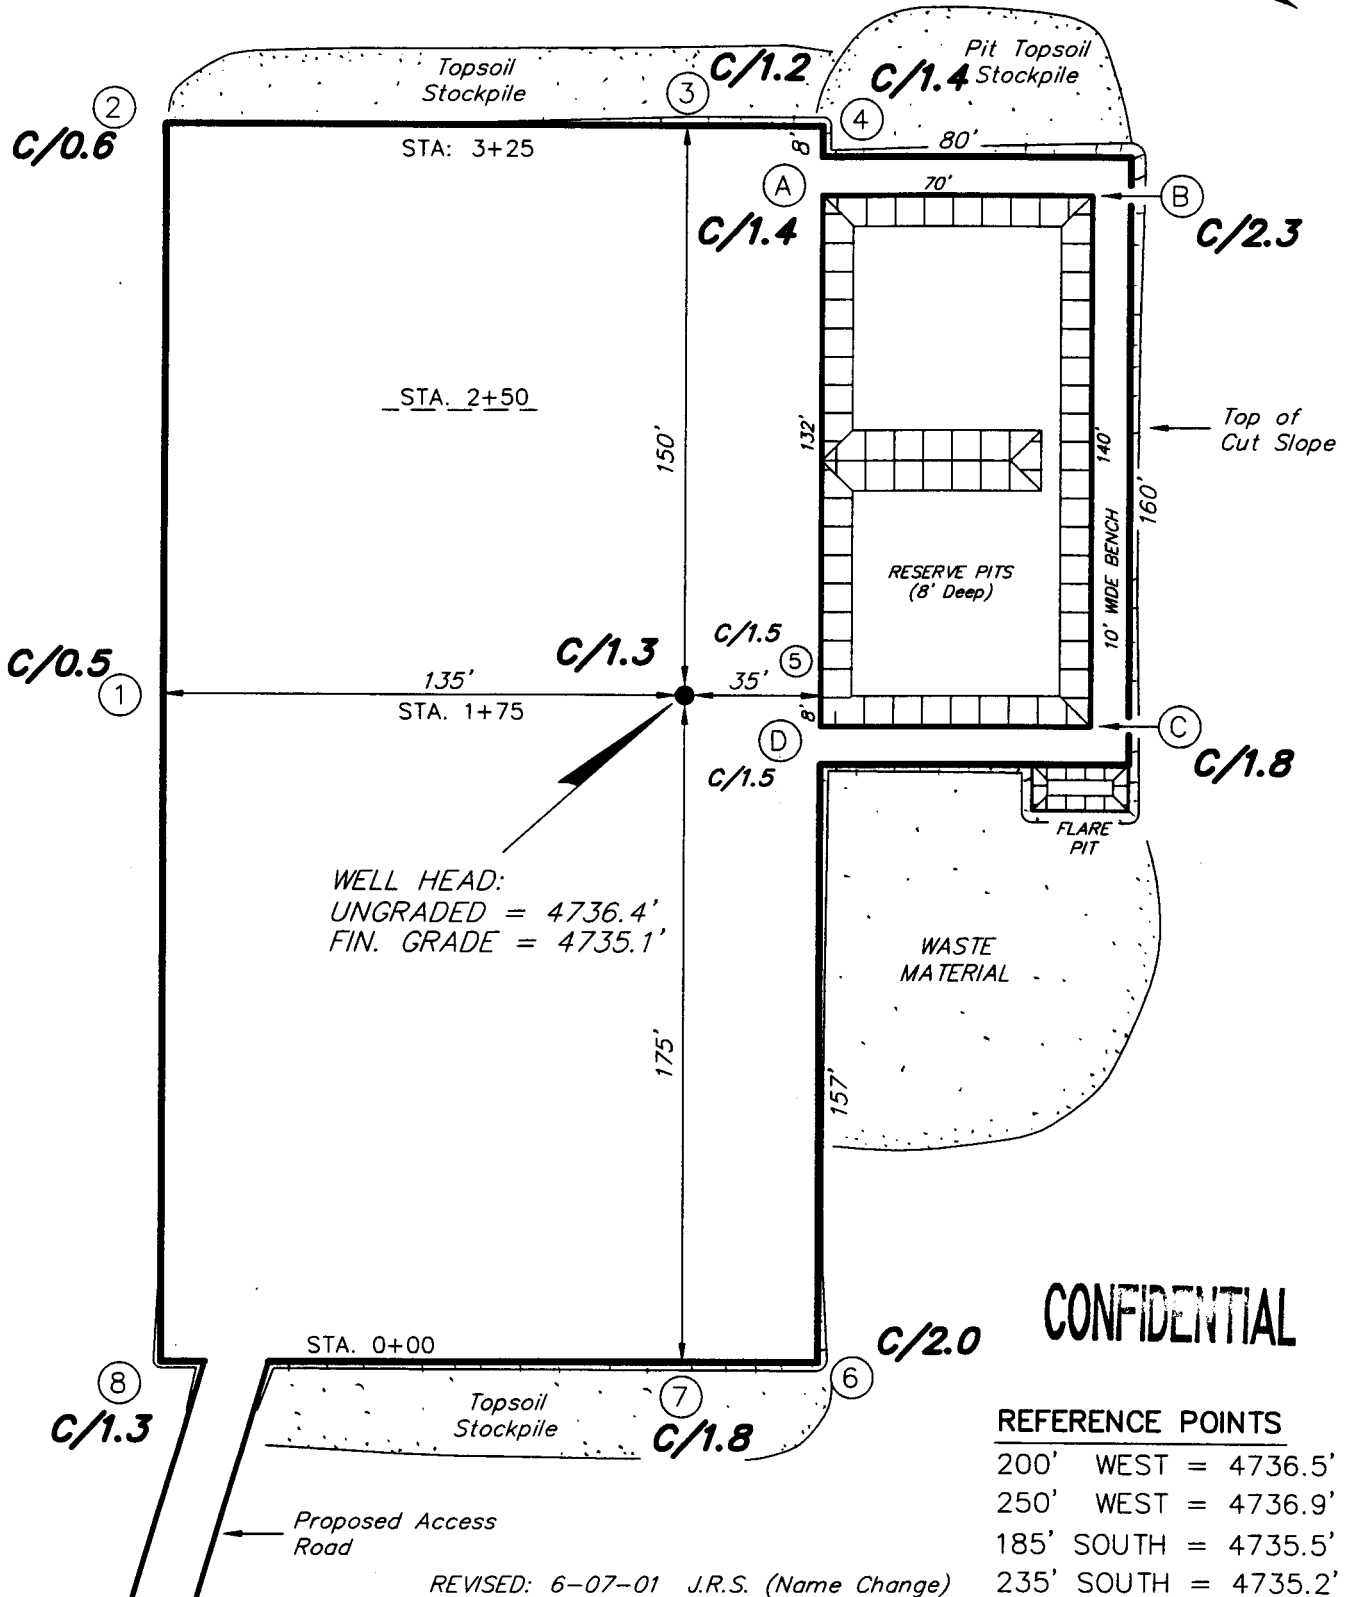 Topsoil
Stockpile
C/1.2
Pit Topsoil
Stockpile
C/1.4
2
3
4
C/0.6
STA: 3+25
8'
80'
A
70'
B
C/1.4
C/2.3
STA. 2+50
150'
132'
140'
Top of
Cut Slope
160'
10' WIDE BENCH
RESERVE PITS
(8' Deep)
C/0.5
1
135'
STA. 1+75
C/1.3
C/1.5
5
35'
8'
D
C/1.5
C
C/1.8
FLARE
PIT
WELL HEAD:
UNGRADED = 4736.4'
FIN. GRADE = 4735.1'
WASTE
MATERIAL
175'
157'
CONFIDENTIAL
STA. 0+00
C/2.0
8
C/1.3
Topsoil
Stockpile
7
C/1.8
6
REFERENCE POINTS
200' WEST = 4736.5'
250' WEST = 4736.9'
185' SOUTH = 4735.5'
235' SOUTH = 4735.2'
Proposed Access
Road
REVISED: 6-07-01 J.R.S. (Name Change)